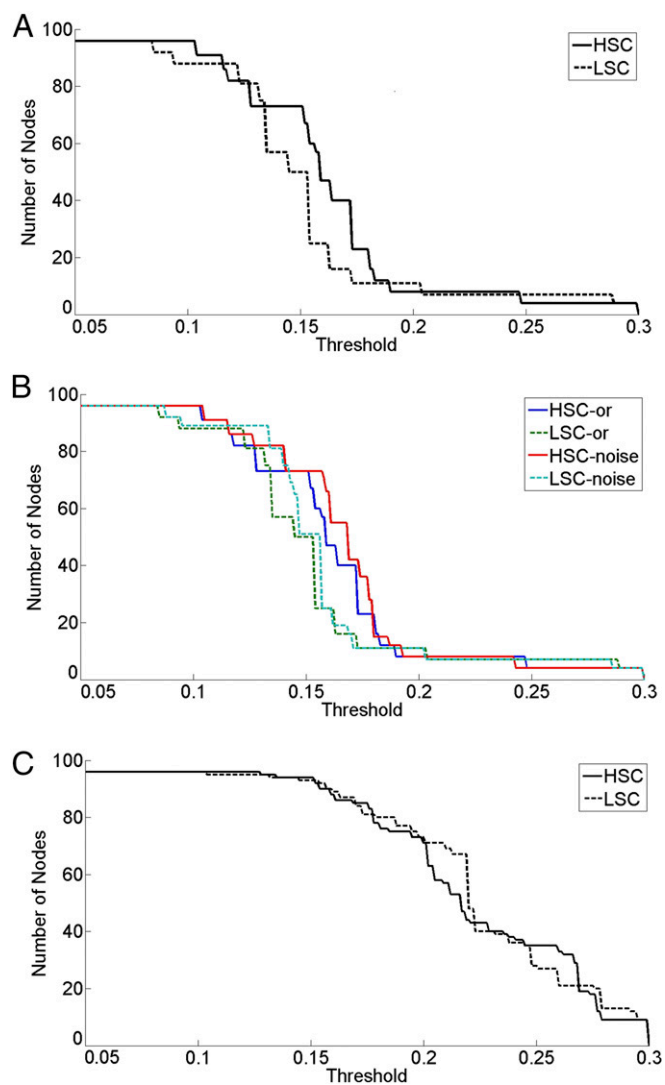 A
Number of Nodes
100
80
60
40
20
0
HSC
LSC
0.05 0.1 0.15 0.2 0.25 0.3
Threshold
B
Number of Nodes
100
80
60
40
20
0
HSC-or
LSC-or
HSC-noise
LSC-noise
0.05 0.1 0.15 0.2 0.25 0.3
Threshold
C
Number of Nodes
100
80
60
40
20
0
HSC
LSC
0.05 0.1 0.15 0.2 0.25 0.3
Threshold